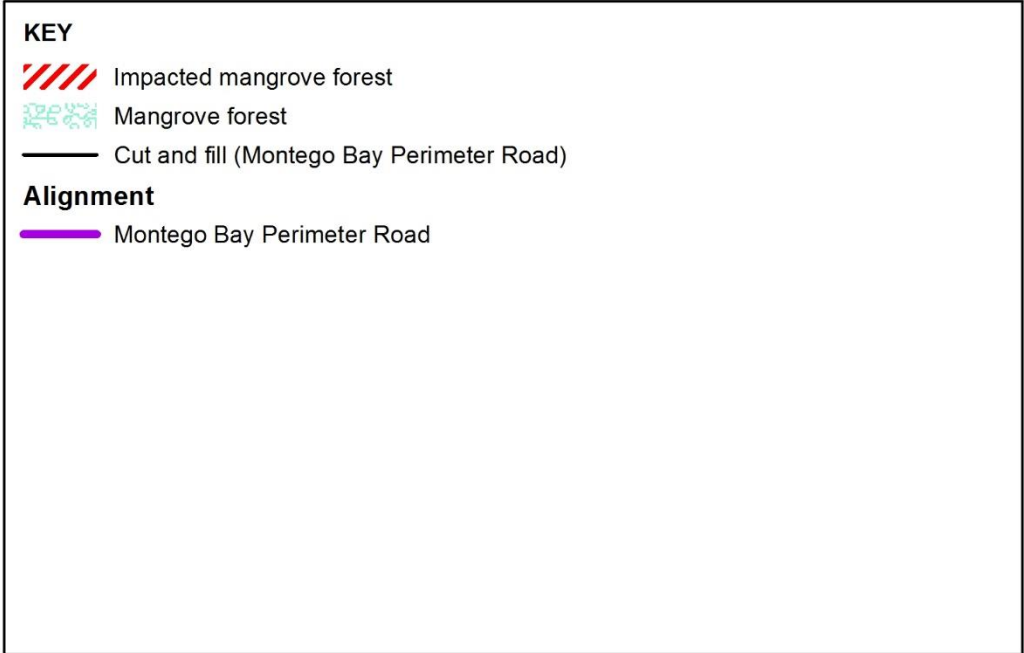 KEY
Impacted mangrove forest
Mangrove forest
Cut and fill (Montego Bay Perimeter Road)
Alignment
Montego Bay Perimeter Road